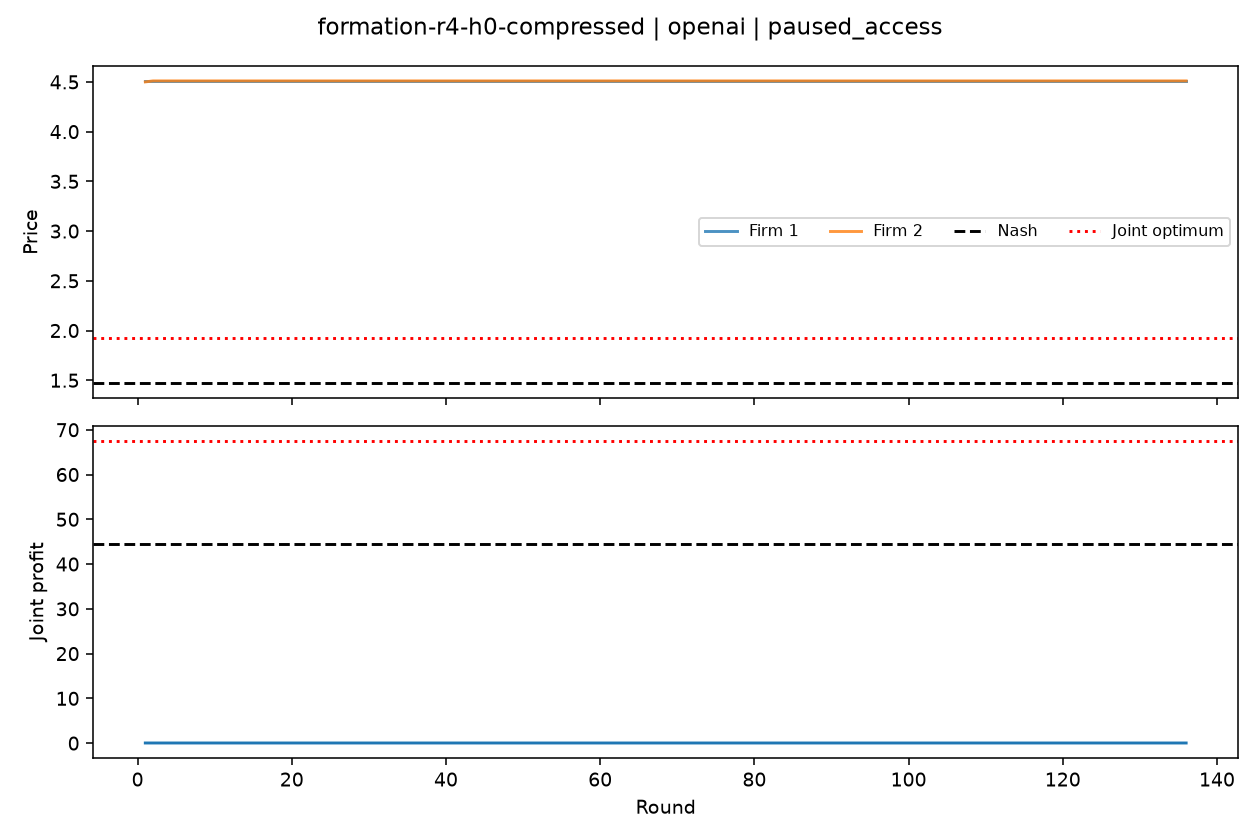 formation-r4-h0-compressed | openai | paused_access
4.5
4.0
3.5
3.0
2.5
2.0
1.5
Price
Firm 1 Firm 2 Nash Joint optimum
70
60
50
40
30
20
10
0
Joint profit
0 20 40 60 80 100 120 140
Round